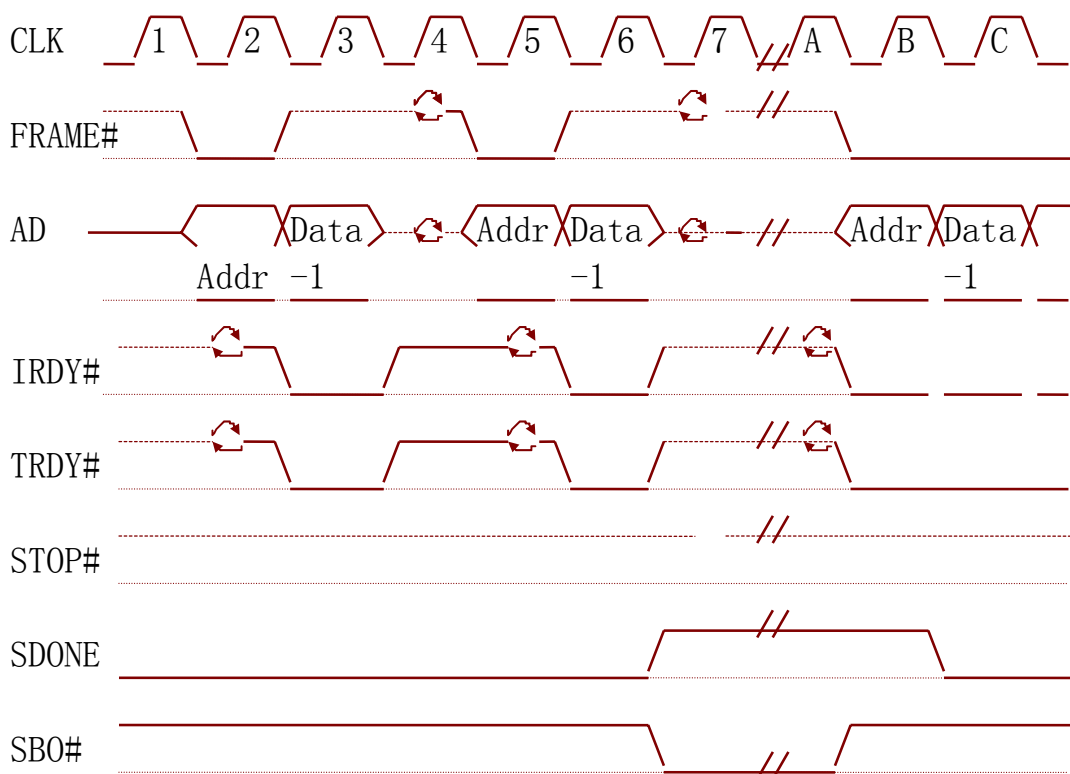 CLK 1 2 3 4 5 6 7 A B C
FRAME#
AD Data Addr Data Addr Data
Addr -1 -1 -1
IRDY#
TRDY#
STOP#
SDONE
SBO#